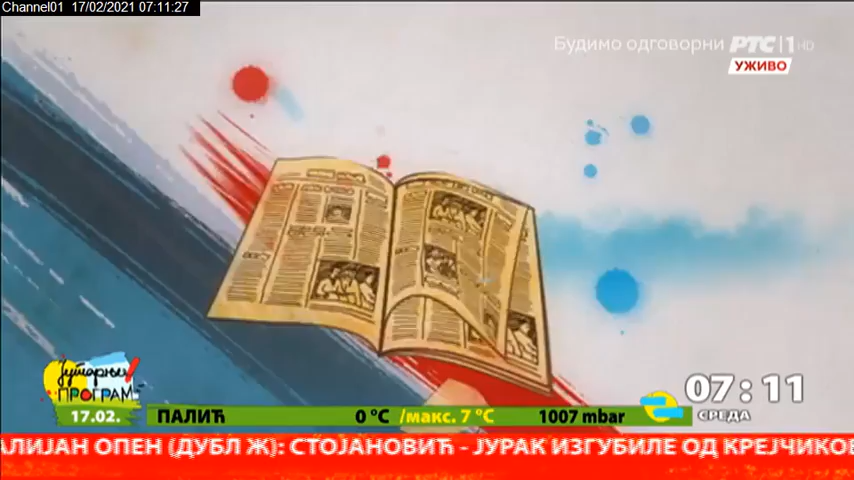 Channel01 17/02/2021 07:11:27
Будимо одговорни РТС|1 HD
УЖИВО
Јутарњи
ПРОГРАМ
07:11
17.02. ПАЛИЋ 0 °C /макс. 7 °C 1007 mbar
СРЕДА
АЛИЈАН ОПЕН (ДУБЛ Ж): СТОЈАНОВИЋ - ЈУРАК ИЗГУБИЛЕ ОД КРЕЈЧИКОВ